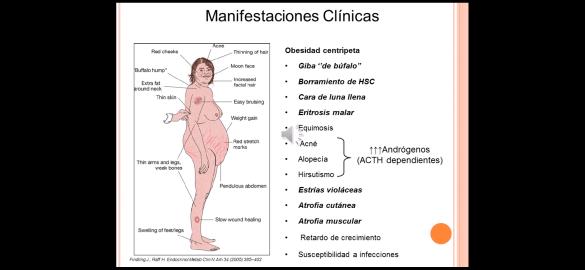 Manifestaciones Clínicas
Acne
Red cheeks
Thinning of hair
Moon face
"Buffalo hump"
Increased facial hair
Extra fat around neck
Thin skin
Easy bruising
Weight gain
Red stretch marks
Thin arms and legs, weak bones
Pendulous abdomen
Slow wound healing
Swelling of feet/legs
Findling J, Raff H. Endocrinol Metab Clin N Am 34 (2005) 385–402
Obesidad centrípeta
• Giba "de búfalo"
• Borramiento de HSC
• Cara de luna llena
• Eritrosis malar
• Equimosis
• Acné
• Alopecía
• Hirsutismo
↑↑↑Andrógenos
(ACTH dependientes)
• Estrías violáceas
• Atrofia cutánea
• Atrofia muscular
• Retardo de crecimiento
• Susceptibilidad a infecciones